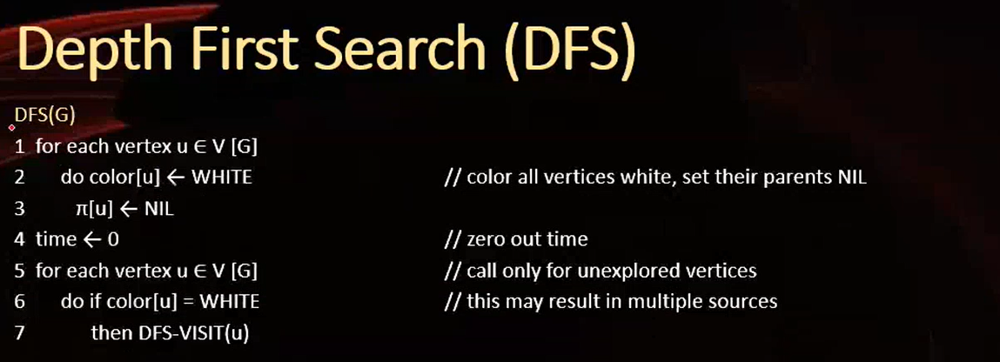 Depth First Search (DFS)
DFS(G)
1 for each vertex u ∈ V [G]
2 do color[u] ← WHITE // color all vertices white, set their parents NIL
3 π[u] ← NIL
4 time ← 0 // zero out time
5 for each vertex u ∈ V [G] // call only for unexplored vertices
6 do if color[u] = WHITE // this may result in multiple sources
7 then DFS-VISIT(u)